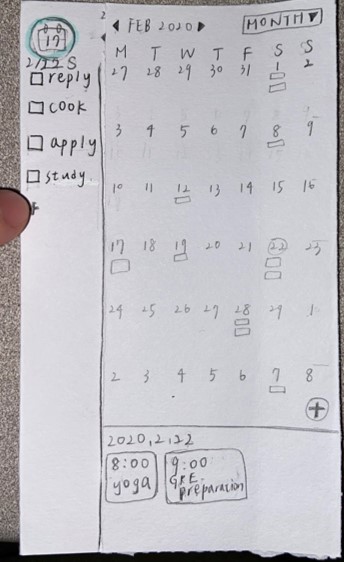 17
2/22 S
reply
cook
apply
study
+
2
◀ FEB 2020 ▶
MONTH ▼
M T W T F S S
27 28 29 30 31 1 2
3 4 5 6 7 8 9
10 11 12 13 14 15 16
17 18 19 20 21 22 23
24 25 26 27 28 29 1
2 3 4 5 6 7 8
+
2020,2,22
8:00
yoga
9:00
GRE
preparation